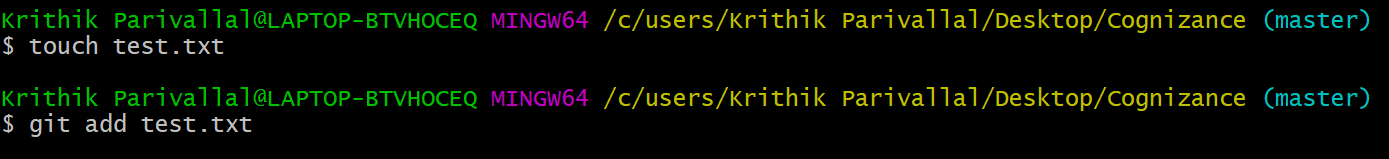 Krithik Parivallal@LAPTOP-BTVHOCEQ MINGW64 /c/users/Krithik Parivallal/Desktop/Cognizance (master)
$ touch test.txt
Krithik Parivallal@LAPTOP-BTVHOCEQ MINGW64 /c/users/Krithik Parivallal/Desktop/Cognizance (master)
$ git add test.txt